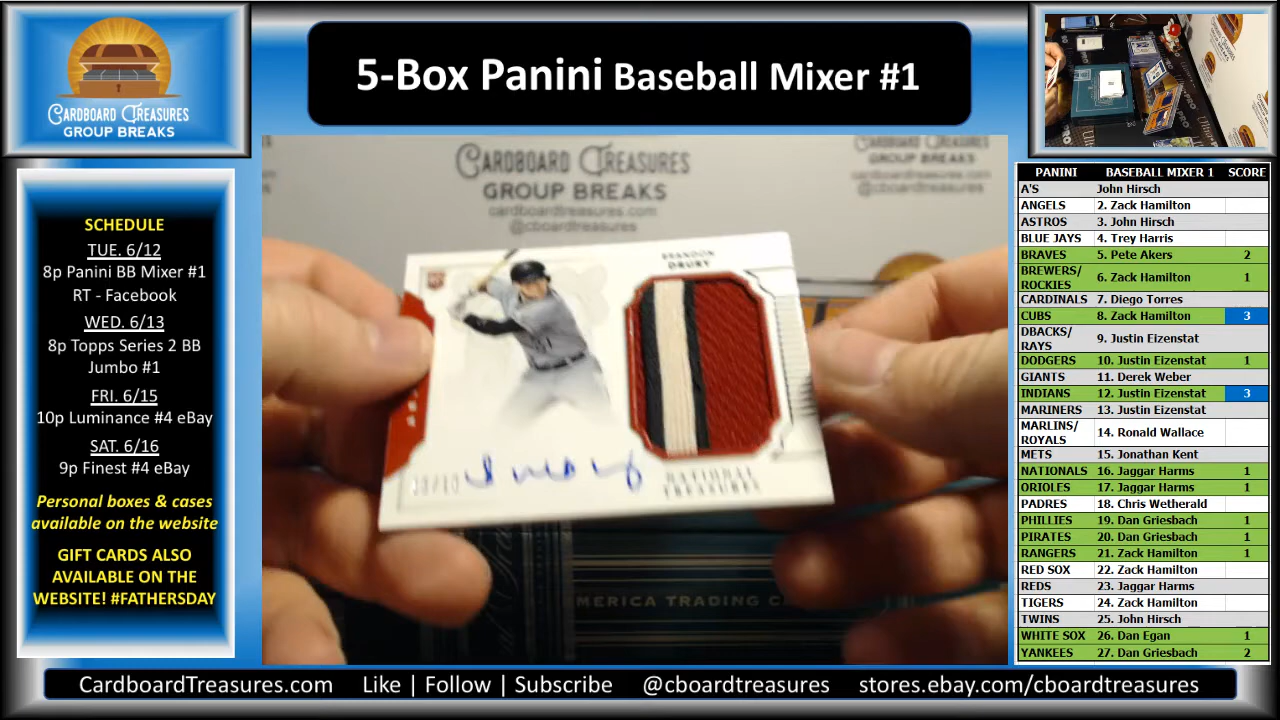 CARDBOARD TREASURES
GROUP BREAKS
5-Box Panini Baseball Mixer #1
SCHEDULE
TUE. 6/12
8p Panini BB Mixer #1
RT - Facebook
WED. 6/13
8p Topps Series 2 BB
Jumbo #1
FRI. 6/15
10p Luminance #4 eBay
SAT. 6/16
9p Finest #4 eBay
Personal boxes & cases
available on the website
GIFT CARDS ALSO
AVAILABLE ON THE
WEBSITE! #FATHERSDAY
CARDBOARD TREASURES
GROUP BREAKS
cardboardtreasures.com
@cboardtreasures
CARDBOARD TREASURES
GROUP BREAKS
@cboardtreasures
BRANDON
DRURY
NATIONAL
TREASURES
AMERICA TRADING C
PANINI BASEBALL MIXER 1 SCORE
A'S John Hirsch
ANGELS 2. Zack Hamilton
ASTROS 3. John Hirsch
BLUE JAYS 4. Trey Harris
BRAVES 5. Pete Akers 2
BREWERS/
ROCKIES 6. Zack Hamilton 1
CARDINALS 7. Diego Torres
CUBS 8. Zack Hamilton 3
DBACKS/
RAYS 9. Justin Eizenstat
DODGERS 10. Justin Eizenstat 1
GIANTS 11. Derek Weber
INDIANS 12. Justin Eizenstat 3
MARINERS 13. Justin Eizenstat
MARLINS/
ROYALS 14. Ronald Wallace
METS 15. Jonathan Kent
NATIONALS 16. Jaggar Harms 1
ORIOLES 17. Jaggar Harms 1
PADRES 18. Chris Wetherald
PHILLIES 19. Dan Griesbach 1
PIRATES 20. Dan Griesbach 1
RANGERS 21. Zack Hamilton 1
RED SOX 22. Zack Hamilton
REDS 23. Jaggar Harms
TIGERS 24. Zack Hamilton
TWINS 25. John Hirsch
WHITE SOX 26. Dan Egan 1
YANKEES 27. Dan Griesbach 2
CardboardTreasures.com Like | Follow | Subscribe @cboardtreasures stores.ebay.com/cboardtreasures